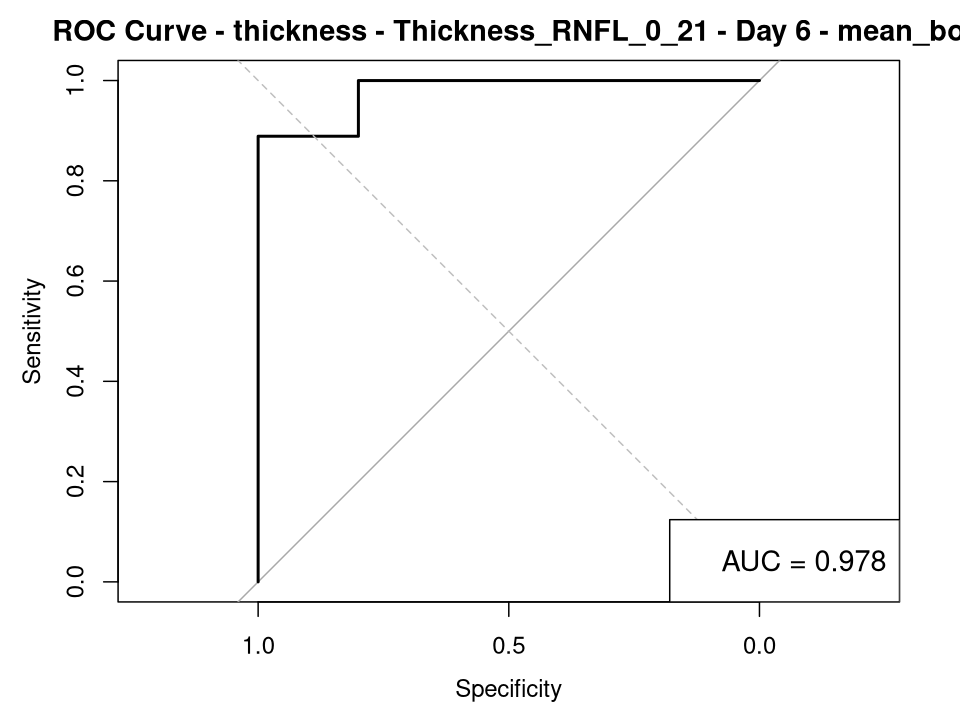 ROC Curve - thickness - Thickness_RNFL_0_21 - Day 6 - mean_bo
1.0
0.8
0.6
0.4
0.2
0.0
Sensitivity
AUC = 0.978
1.0 0.5 0.0
Specificity